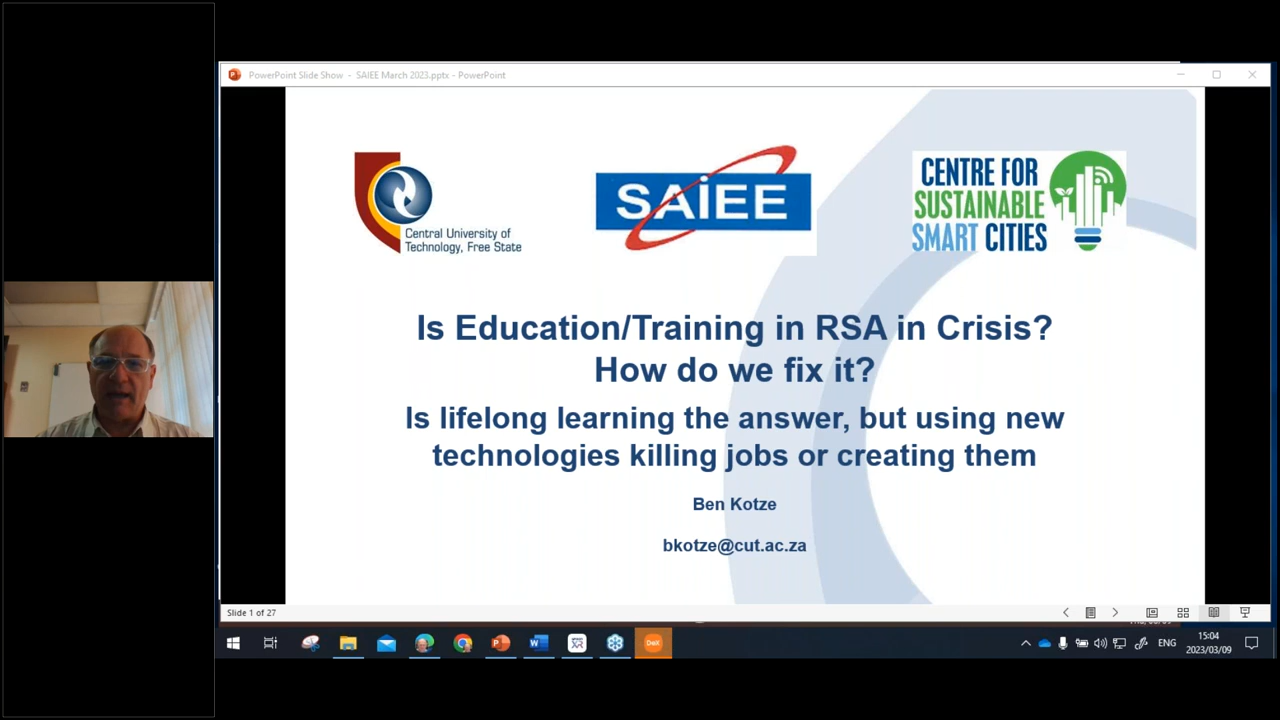 PowerPoint Slide Show - SAIEE March 2023.pptx - PowerPoint
Central University of
Technology, Free State
SAiEE
CENTRE FOR
SUSTAINABLE
SMART CITIES
Is Education/Training in RSA in Crisis?
How do we fix it?
Is lifelong learning the answer, but using new
technologies killing jobs or creating them
Ben Kotze
bkotze@cut.ac.za
Slide 1 of 27
ENG
15:04
2023/03/09